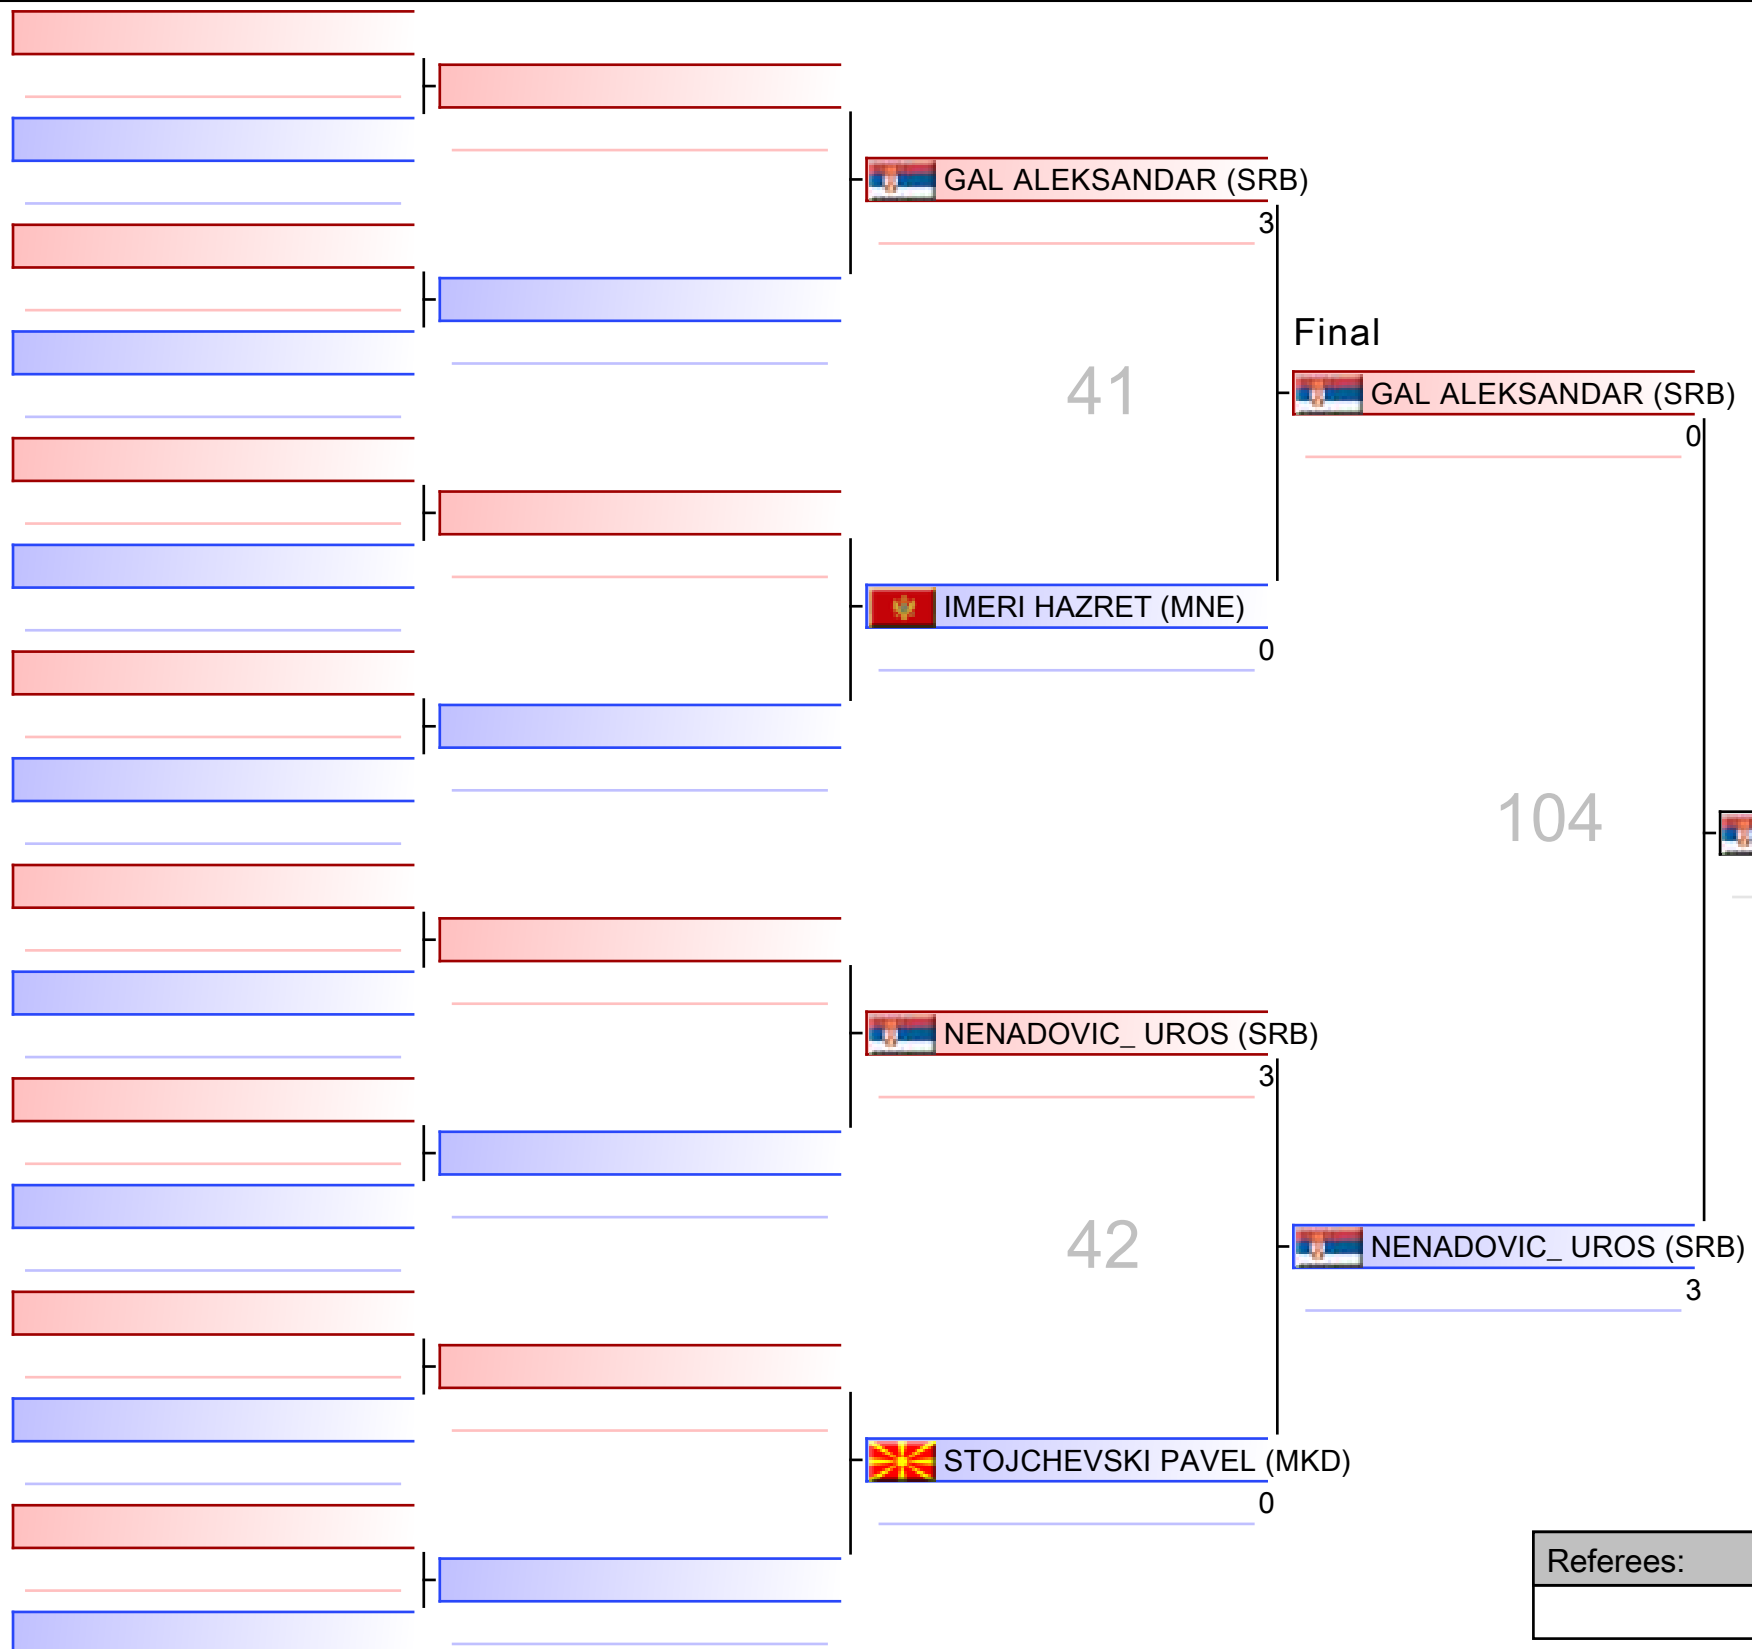 GAL ALEKSANDAR (SRB)
3
Final
41
GAL ALEKSANDAR (SRB)
0
IMERI HAZRET (MNE)
0
104
NENADOVIC_ UROS (SRB)
3
42
NENADOVIC_ UROS (SRB)
3
STOJCHEVSKI PAVEL (MKD)
0
Referees: